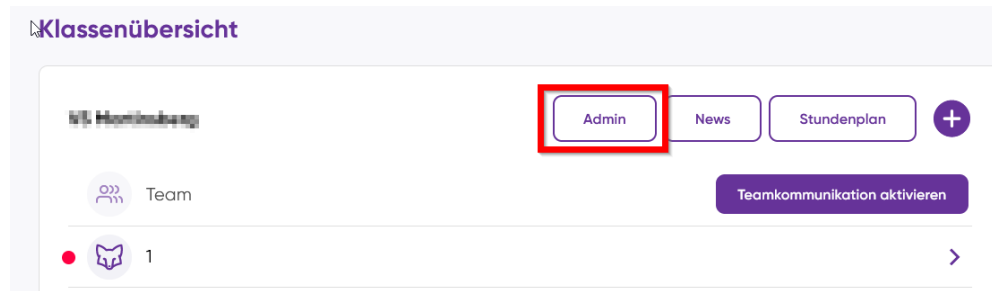 Klassenübersicht
Admin News Stundenplan
Team Teamkommunikation aktivieren
1